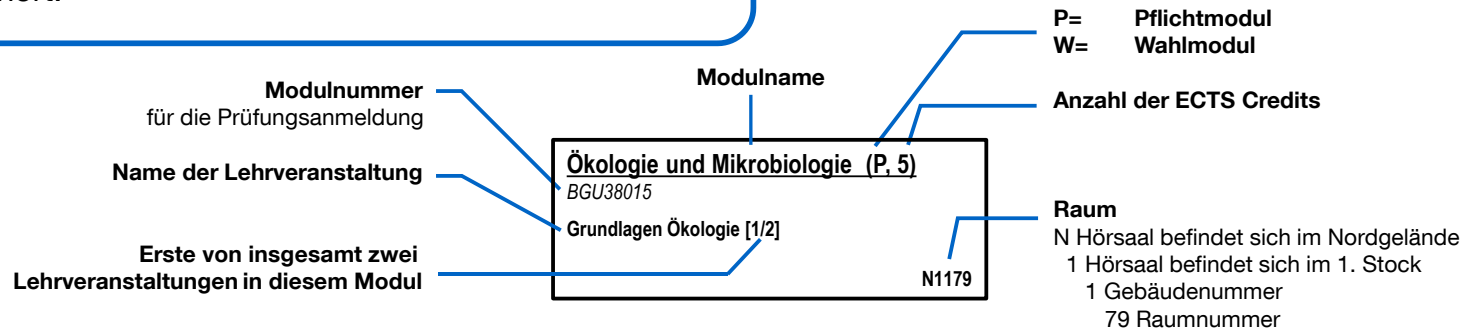 P= Pflichtmodul
W= Wahlmodul
Modulname
Modulnummer
für die Prüfungsanmeldung
Anzahl der ECTS Credits
Name der Lehrveranstaltung
Ökologie und Mikrobiologie (P, 5)
BGU38015
Grundlagen Ökologie [1/2]
N1179
Erste von insgesamt zwei
Lehrveranstaltungen in diesem Modul
Raum
N Hörsaal befindet sich im Nordgelände
1 Hörsaal befindet sich im 1. Stock
1 Gebäudenummer
79 Raumnummer